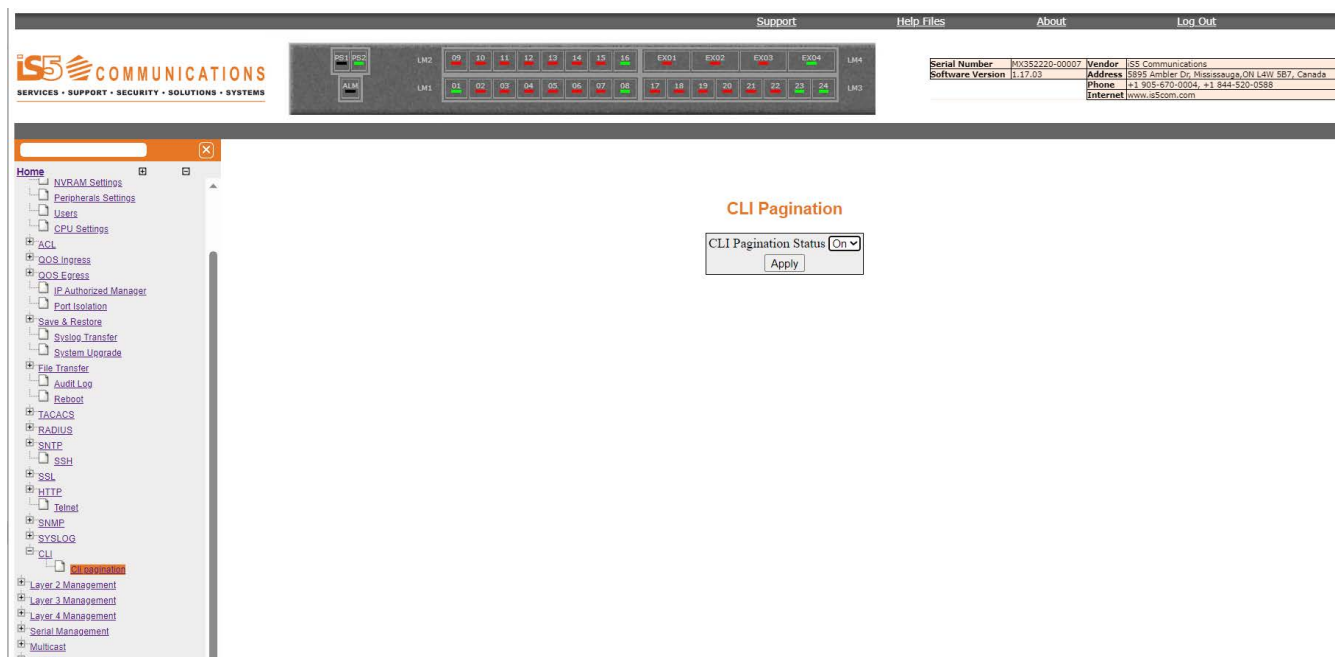 Support Help Files About Log Out
iS5 COMMUNICATIONS
SERVICES • SUPPORT • SECURITY • SOLUTIONS • SYSTEMS
PS1 PS2 LM2 09 10 11 12 13 14 15 16 EX01 EX02 EX03 EX04 LM4
ALM LM1 01 02 03 04 05 06 07 08 17 18 19 20 21 22 23 24 LM3
Serial Number MX352220-00007 Vendor iS5 Communications
Software Version 1.17.03 Address 5895 Ambler Dr, Mississauga,ON L4W 5B7, Canada
Phone +1 905-670-0004, +1 844-520-0588
Internet www.is5com.com
Home
NVRAM Settings
Peripherals Settings
Users
CPU Settings
ACL
QOS Ingress
QOS Egress
IP Authorized Manager
Port Isolation
Save & Restore
Syslog Transfer
System Upgrade
File Transfer
Audit Log
Reboot
TACACS
RADIUS
SNTP
SSH
SSL
HTTP
Telnet
SNMP
SYSLOG
CLI
Cli pagination
Layer 2 Management
Layer 3 Management
Layer 4 Management
Serial Management
Multicast
CLI Pagination
CLI Pagination Status On
Apply